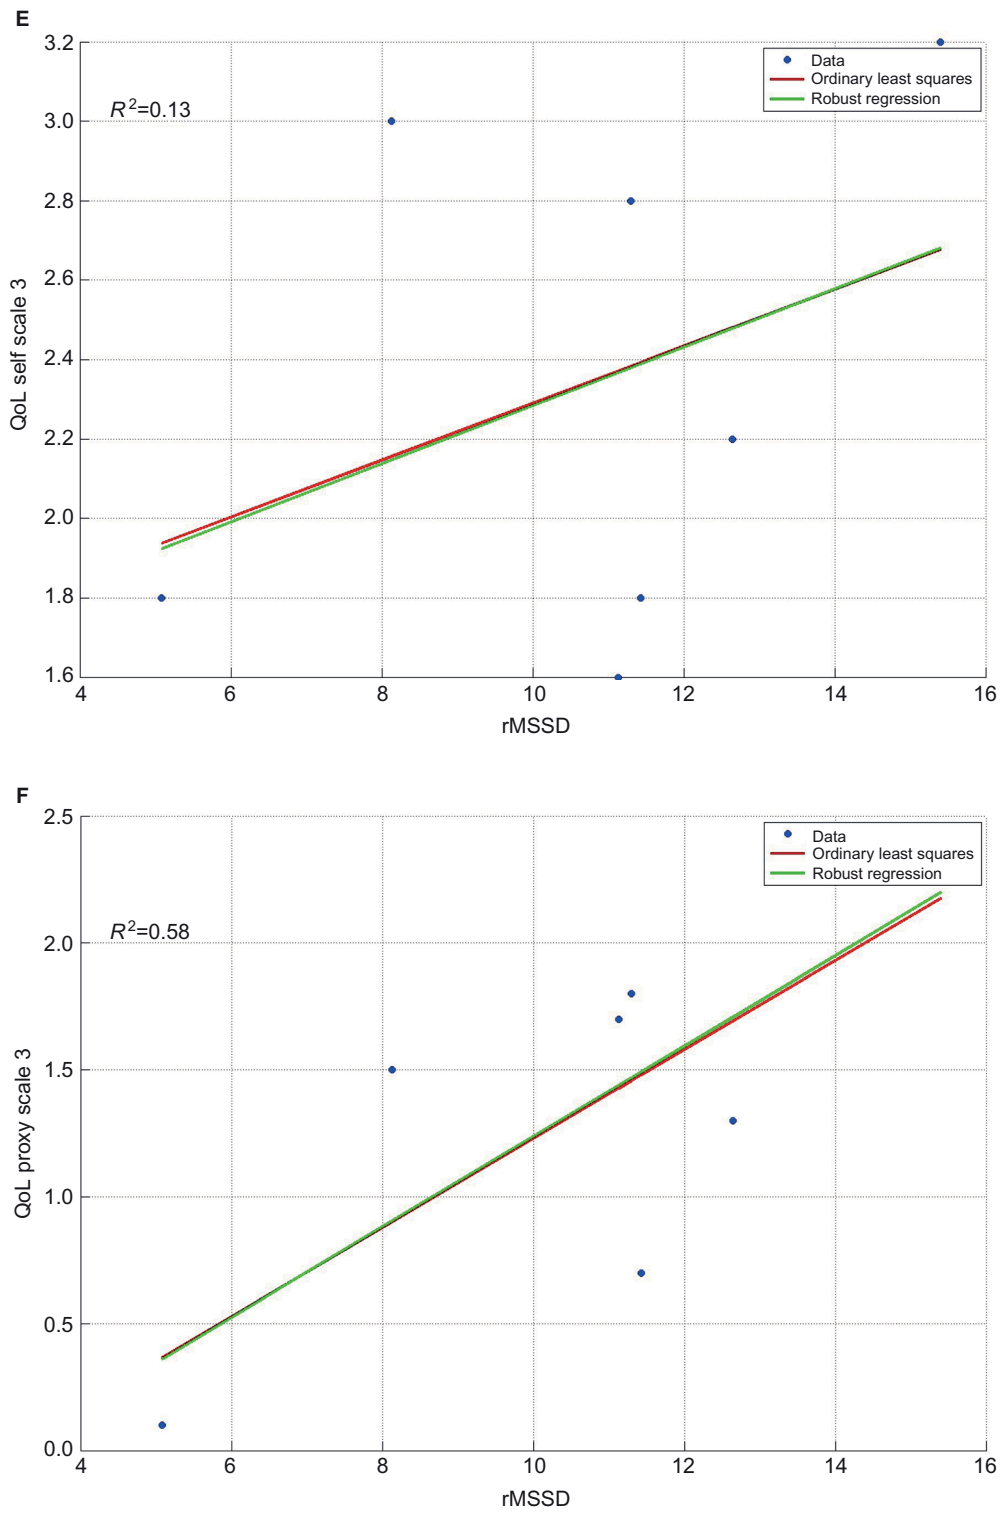 E
3.2
3.0
2.8
2.6
2.4
2.2
2.0
1.8
1.6
QoL self scale 3
R²=0.13
Data
Ordinary least squares
Robust regression
4 6 8 10 12 14 16
rMSSD
F
2.5
2.0
1.5
1.0
0.5
0.0
QoL proxy scale 3
R²=0.58
Data
Ordinary least squares
Robust regression
4 6 8 10 12 14 16
rMSSD